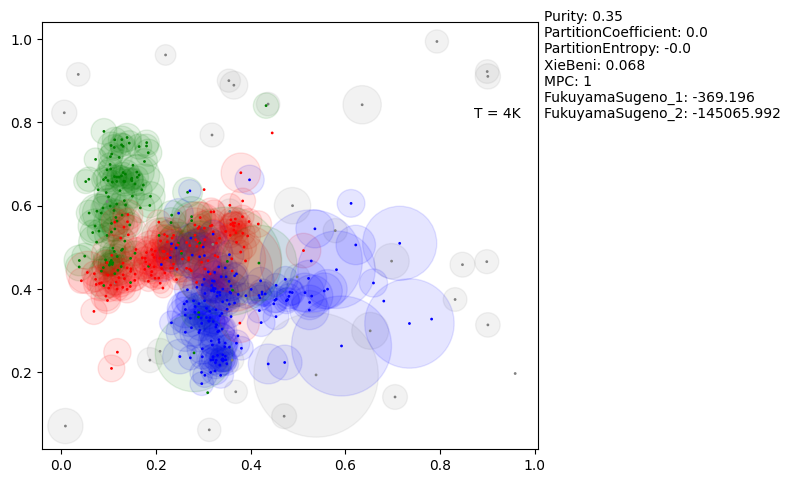 Purity: 0.35
PartitionCoefficient: 0.0
PartitionEntropy: -0.0
XieBeni: 0.068
MPC: 1
FukuyamaSugeno_1: -369.196
FukuyamaSugeno_2: -145065.992
T = 4K
1.0
0.8
0.6
0.4
0.2
0.0 0.2 0.4 0.6 0.8 1.0